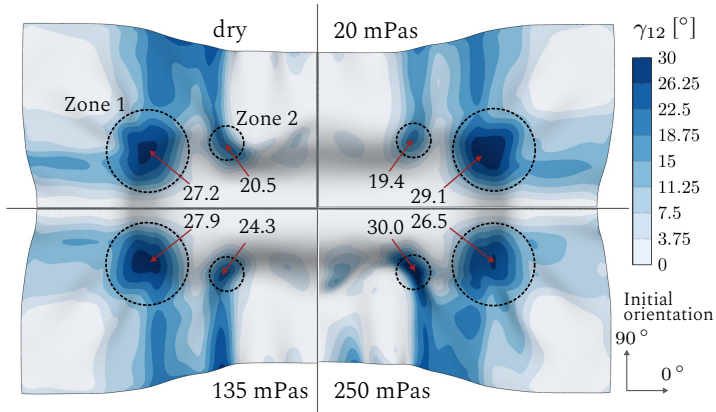 dry
20 mPas
γ12 [°]
Zone 1
Zone 2
27.2
20.5
19.4
29.1
30
26.25
22.5
18.75
15
11.25
7.5
3.75
0
27.9
24.3
30.0
26.5
135 mPas
250 mPas
Initial
orientation
90 °
0 °